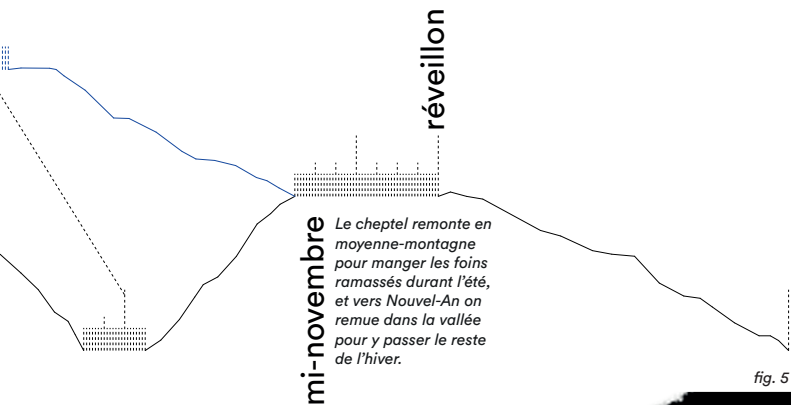 réveillon
mi-novembre
Le cheptel remonte en
moyenne-montagne
pour manger les foins
ramassés durant l’été,
et vers Nouvel-An on
remue dans la vallée
pour y passer le reste
de l’hiver.
fig. 5